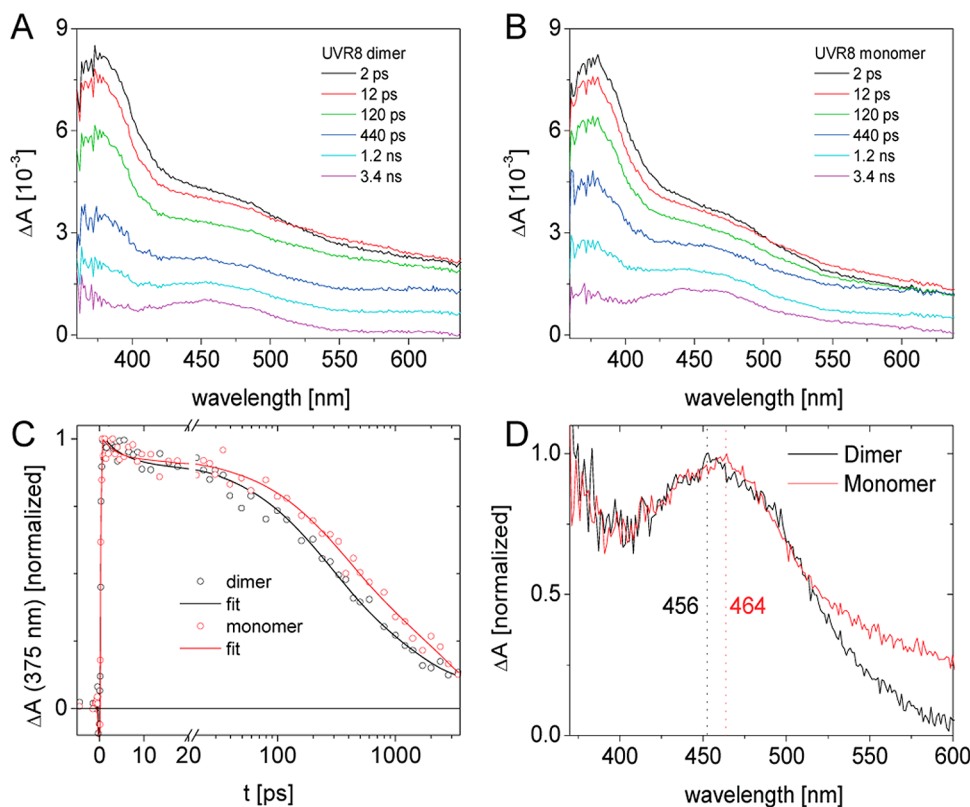 A
9
6
3
0
ΔA [10⁻³]
UVR8 dimer
2 ps
12 ps
120 ps
440 ps
1.2 ns
3.4 ns
400 450 500 550 600
wavelength [nm]
B
9
6
3
0
ΔA [10⁻³]
UVR8 monomer
2 ps
12 ps
120 ps
440 ps
1.2 ns
3.4 ns
400 450 500 550 600
wavelength [nm]
C
1
0
ΔA (375 nm) [normalized]
dimer
fit
monomer
fit
0 10 20 100 1000
t [ps]
D
1.0
0.5
0.0
ΔA [normalized]
Dimer
Monomer
456 464
400 450 500 550 600
wavelength [nm]